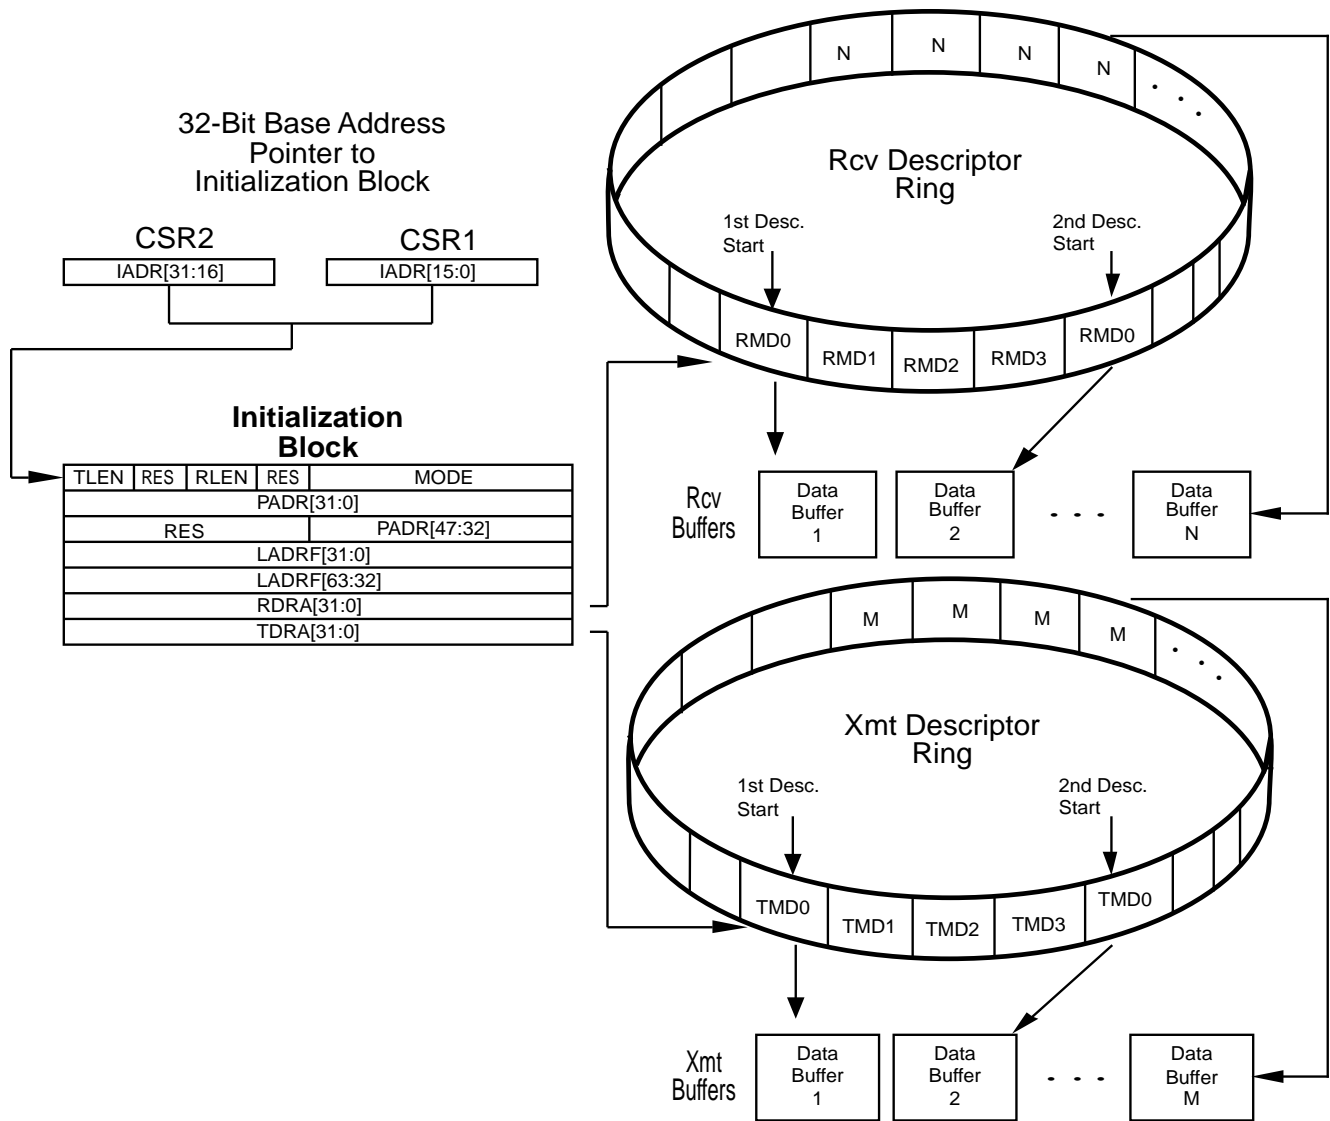 32-Bit Base Address
Pointer to
Initialization Block
CSR2
CSR1
IADR[31:16]
IADR[15:0]
Initialization
Block
TLEN RES RLEN RES MODE
PADR[31:0]
RES PADR[47:32]
LADRF[31:0]
LADRF[63:32]
RDRA[31:0]
TDRA[31:0]
N N N N . . .
Rcv Descriptor
Ring
1st Desc.
Start
2nd Desc.
Start
RMD0 RMD1 RMD2 RMD3 RMD0
Rcv
Buffers
Data
Buffer
1
Data
Buffer
2
. . . .
Data
Buffer
N
M M M M . . .
Xmt Descriptor
Ring
1st Desc.
Start
2nd Desc.
Start
TMD0 TMD1 TMD2 TMD3 TMD0
Xmt
Buffers
Data
Buffer
1
Data
Buffer
2
. . . .
Data
Buffer
M